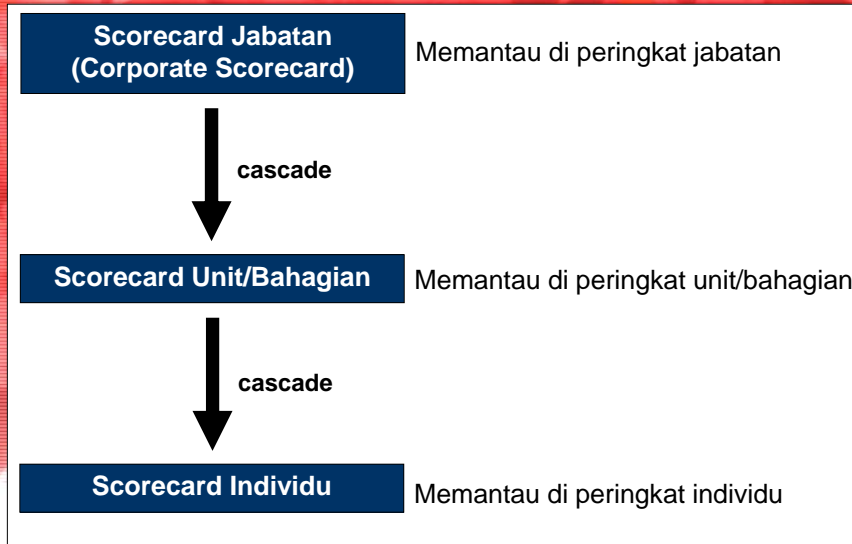 Scorecard Jabatan
(Corporate Scorecard)
Memantau di peringkat jabatan
cascade
Scorecard Unit/Bahagian
Memantau di peringkat unit/bahagian
cascade
Scorecard Individu
Memantau di peringkat individu